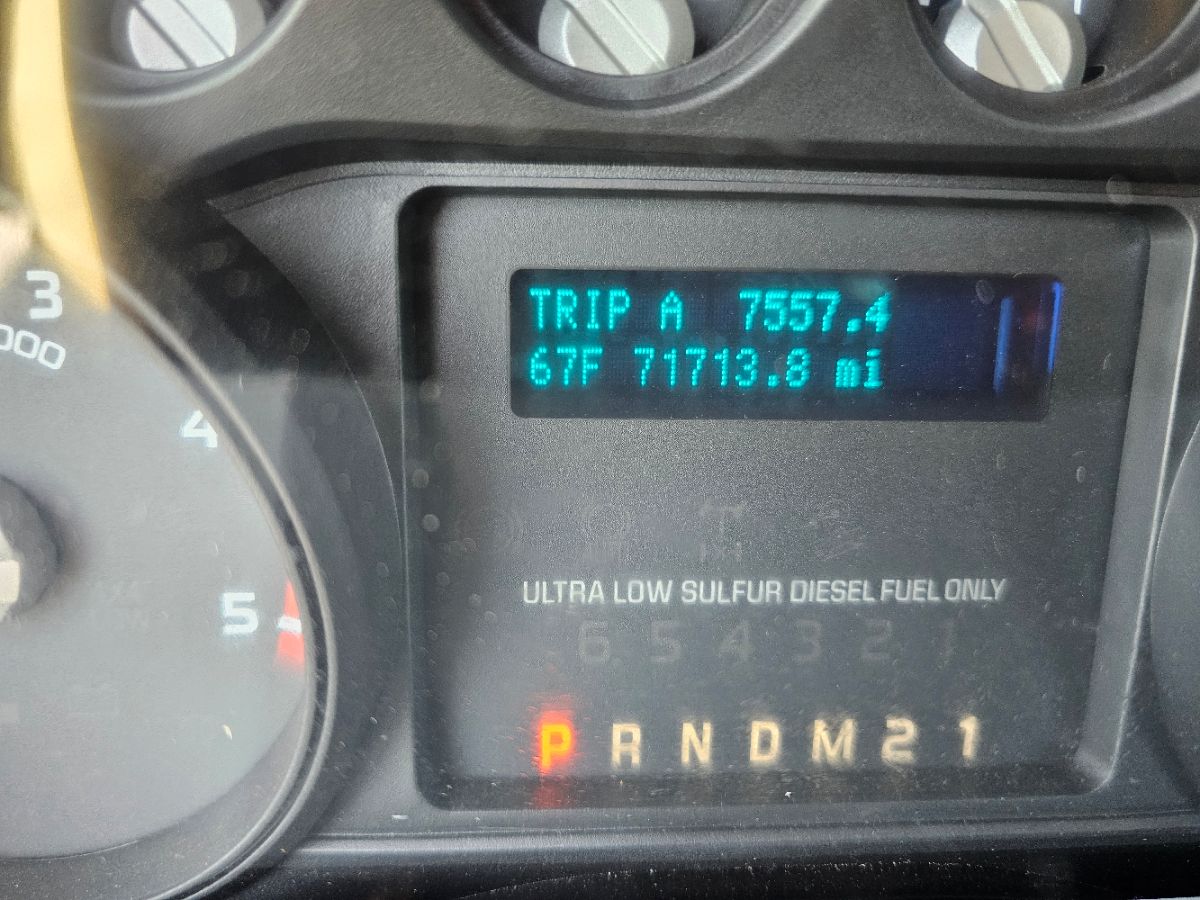 3
000
4
5
TRIP A 7557.4
67F 71713.8 mi
ULTRA LOW SULFUR DIESEL FUEL ONLY
6 5 4 3 2 1
P R N D M 2 1